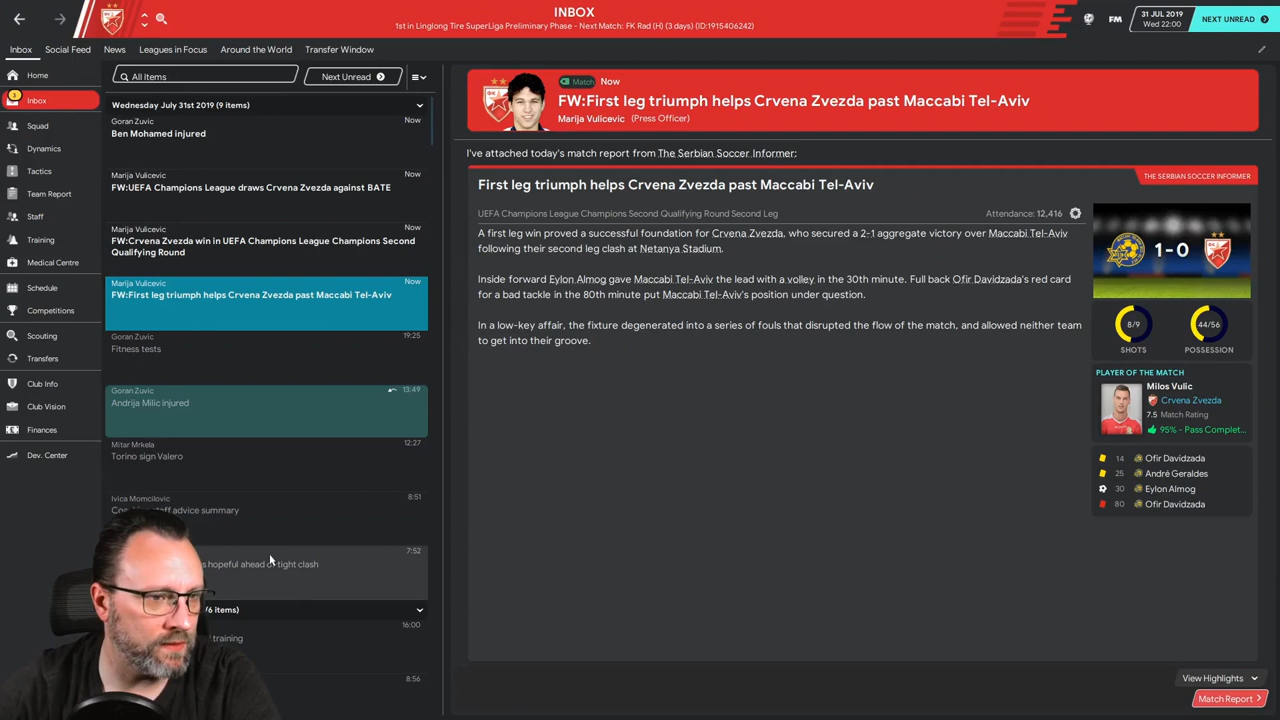 INBOX
1st in Linglong Tire SuperLiga Preliminary Phase - Next Match: FK Rad (H) (3 days) (ID:1915406242)
FM
31 JUL 2019
Wed 22:00
NEXT UNREAD
Inbox
Social Feed
News
Leagues in Focus
Around the World
Transfer Window
Home
3
Inbox
Squad
Dynamics
Tactics
Team Report
Staff
Training
Medical Centre
Schedule
Competitions
Scouting
Transfers
Club Info
Club Vision
Finances
Dev. Center
All Items
Next Unread
Wednesday July 31st 2019 (9 items)
Goran Zuvic Now
Ben Mohamed injured
Marija Vulicevic Now
FW:UEFA Champions League draws Crvena Zvezda against BATE
Marija Vulicevic Now
FW:Crvena Zvezda win in UEFA Champions League Champions Second
Qualifying Round
Marija Vulicevic Now
FW:First leg triumph helps Crvena Zvezda past Maccabi Tel-Aviv
Goran Zuvic 19:25
Fitness tests
Goran Zuvic 13:49
Andrija Milic injured
Mitar Mrkela 12:27
Torino sign Valero
Ivica Momcilovic 8:51
advice summary
7:52
hopeful ahead of tight clash
/6 items)
16:00
training
8:56
Match Now
FW:First leg triumph helps Crvena Zvezda past Maccabi Tel-Aviv
Marija Vulicevic (Press Officer)
I've attached today's match report from The Serbian Soccer Informer:
THE SERBIAN SOCCER INFORMER
First leg triumph helps Crvena Zvezda past Maccabi Tel-Aviv
UEFA Champions League Champions Second Qualifying Round Second Leg
Attendance: 12,416
A first leg win proved a successful foundation for Crvena Zvezda, who secured a 2-1 aggregate victory over Maccabi Tel-Aviv
following their second leg clash at Netanya Stadium.
Inside forward Eylon Almog gave Maccabi Tel-Aviv the lead with a volley in the 30th minute. Full back Ofir Davidzada's red card
for a bad tackle in the 80th minute put Maccabi Tel-Aviv's position under question.
In a low-key affair, the fixture degenerated into a series of fouls that disrupted the flow of the match, and allowed neither team
to get into their groove.
1-0
8/9
SHOTS
44/56
POSSESSION
PLAYER OF THE MATCH
Milos Vulic
Crvena Zvezda
7.5 Match Rating
95% - Pass Complet...
14 Ofir Davidzada
25 André Geraldes
30 Eylon Almog
80 Ofir Davidzada
View Highlights
Match Report